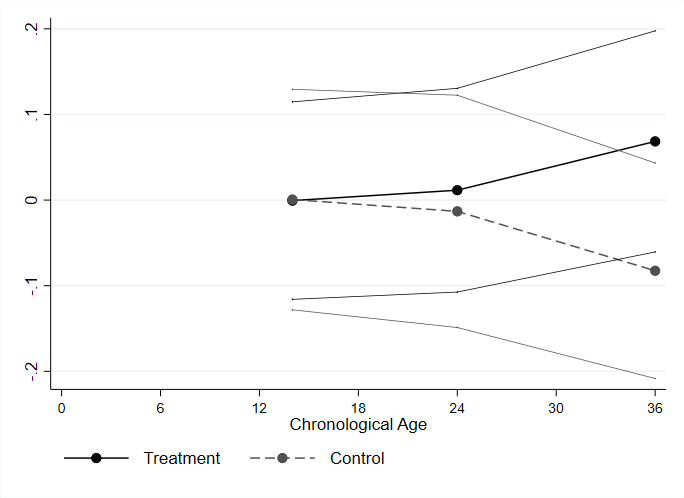 .2
.1
0
-.1
-.2
0 6 12 18 24 30 36
Chronological Age
Treatment Control